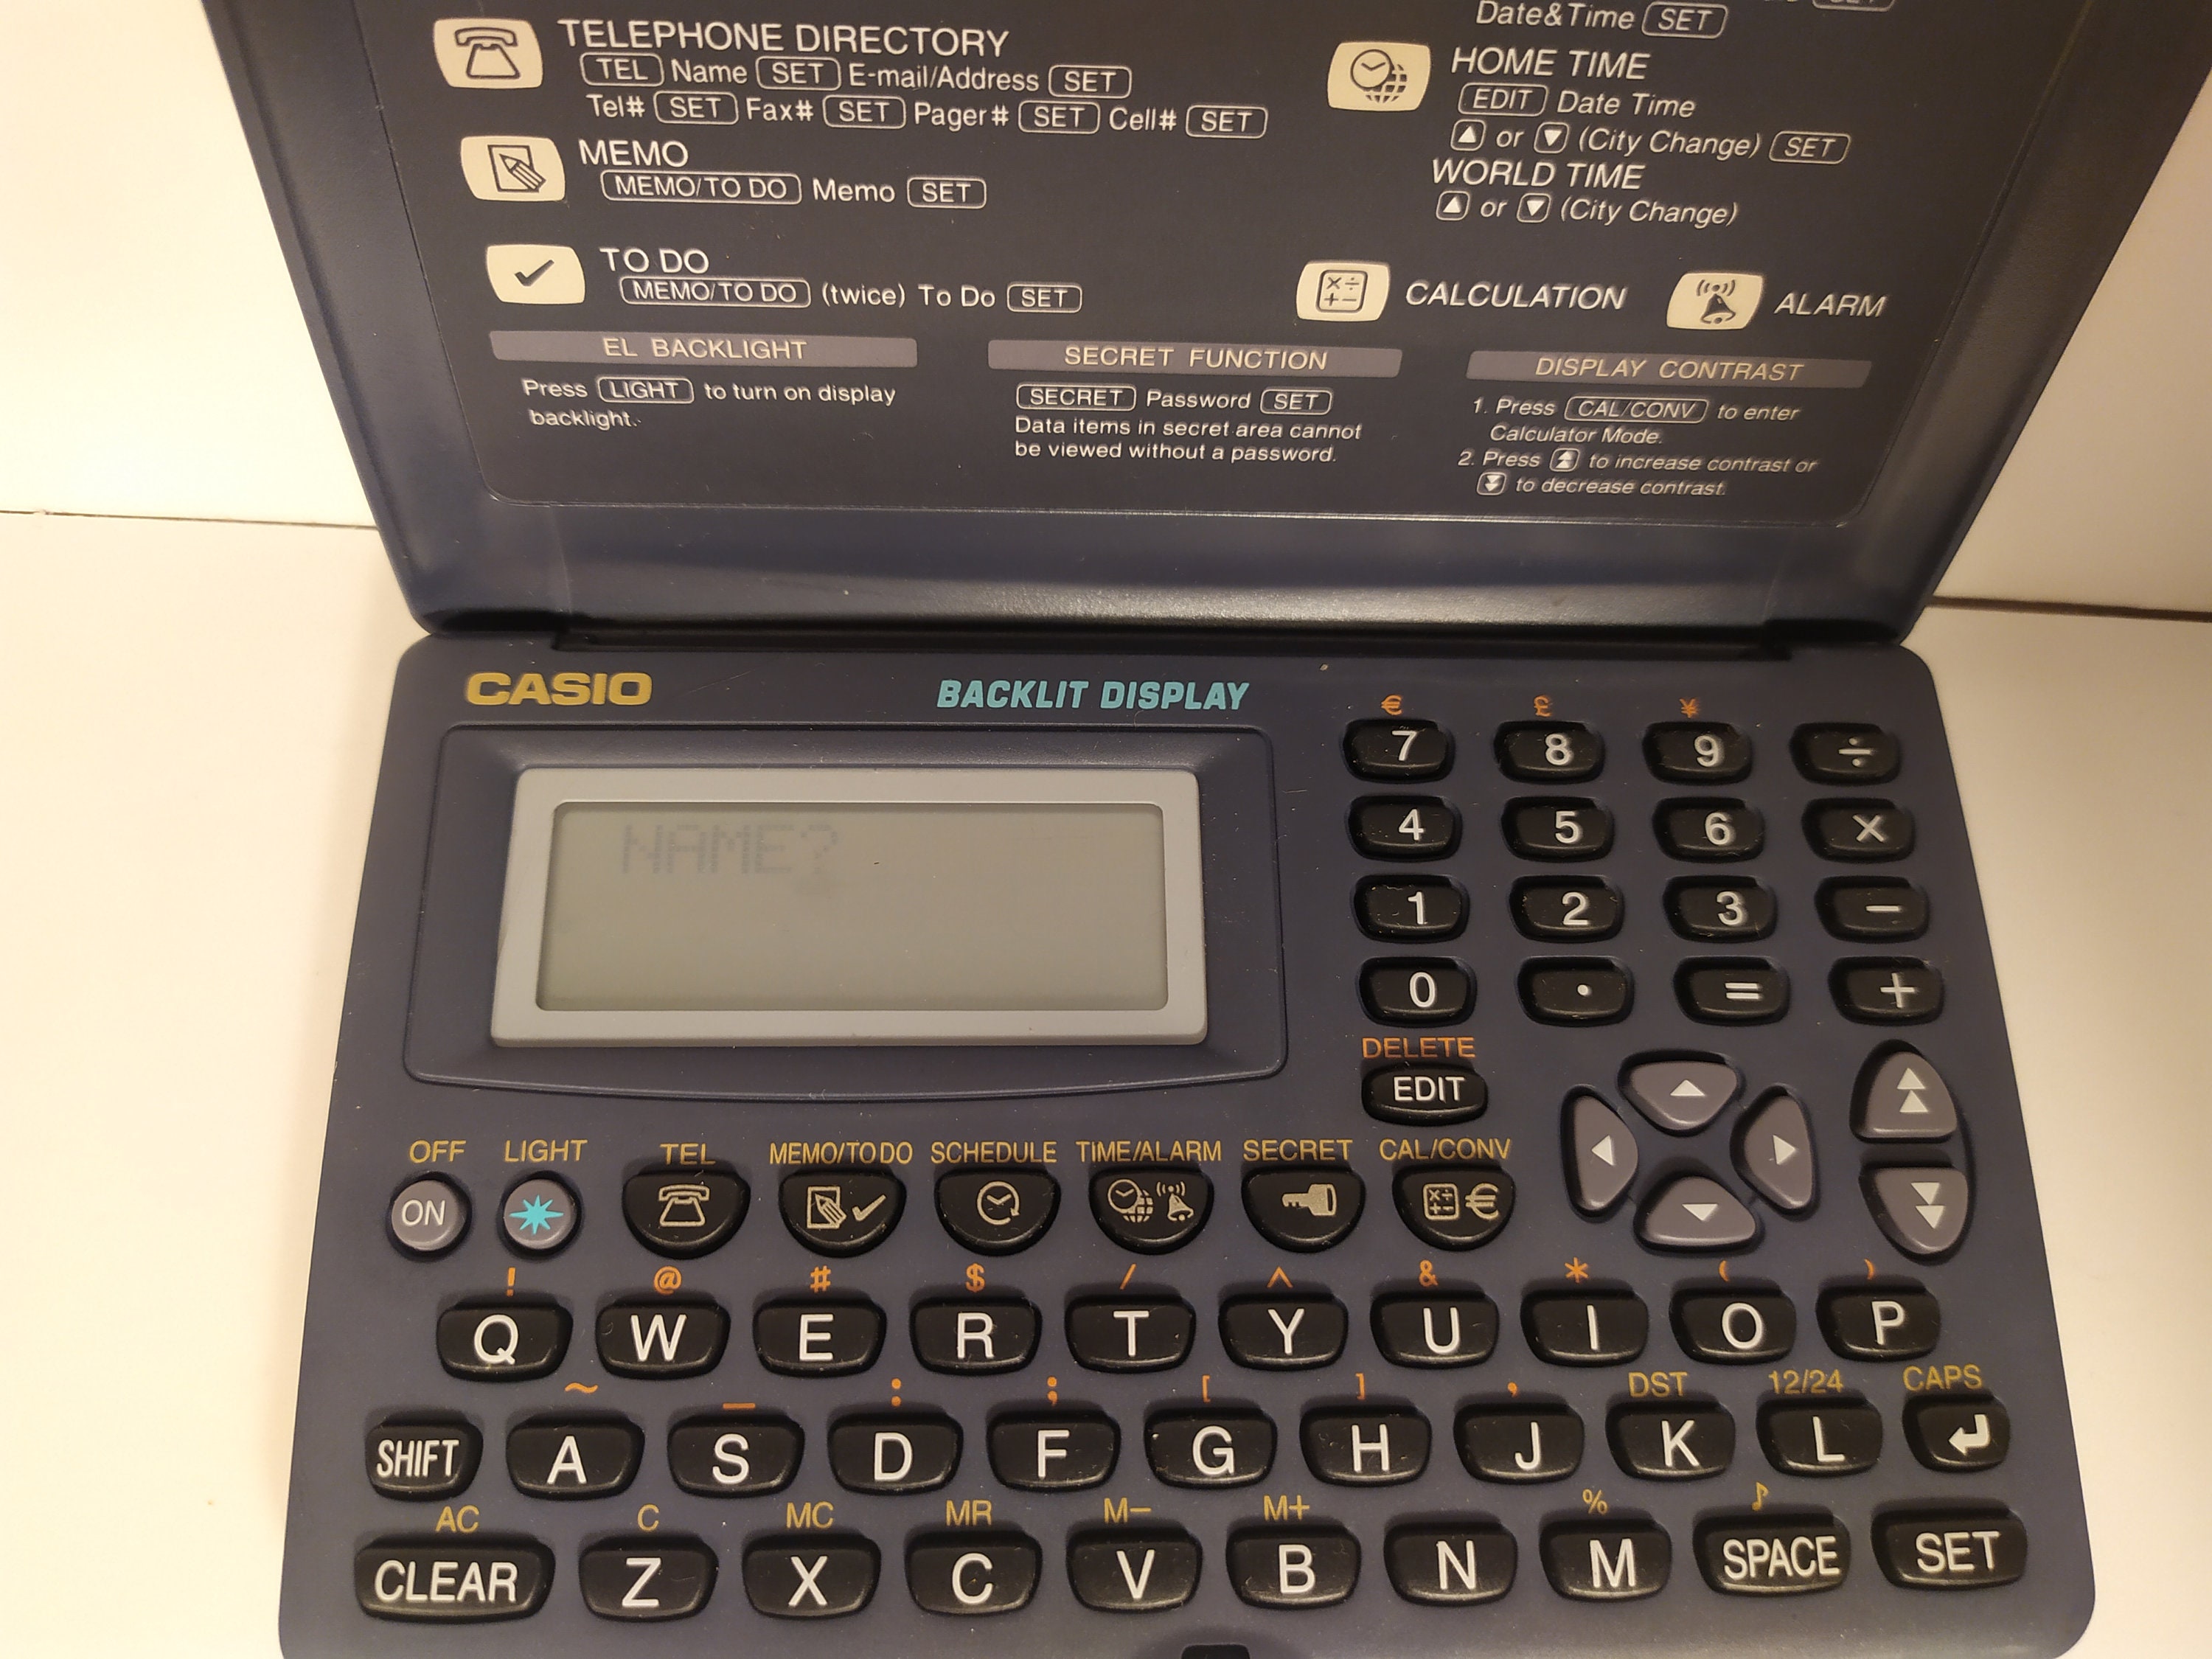 TELEPHONE DIRECTORY
TEL Name SET E-mail/Address SET
Tel# SET Fax# SET Pager# SET Cell# SET
MEMO
MEMO/TO DO Memo SET
TO DO
MEMO/TO DO (twice) To Do SET
Date&Time SET
HOME TIME
EDIT Date Time
▲ or ▼ (City Change) SET
WORLD TIME
▲ or ▼ (City Change)
CALCULATION
ALARM
EL BACKLIGHT
Press LIGHT to turn on display
backlight.
SECRET FUNCTION
SECRET Password SET
Data items in secret area cannot
be viewed without a password.
DISPLAY CONTRAST
1. Press CAL/CONV to enter
Calculator Mode.
2. Press to increase contrast or
to decrease contrast.
CASIO
BACKLIT DISPLAY
NAME?
€ £ ¥
7 8 9 ÷
4 5 6 ×
1 2 3 −
0 . = +
DELETE
EDIT
OFF LIGHT TEL MEMO/TO DO SCHEDULE TIME/ALARM SECRET CAL/CONV
ON €
! @ # $ / ^ & * ( )
Q W E R T Y U I O P
~ _ : ; [ ] , DST 12/24 CAPS
SHIFT A S D F G H J K L
AC C MC MR M− M+ % ♪
CLEAR Z X C V B N M SPACE SET